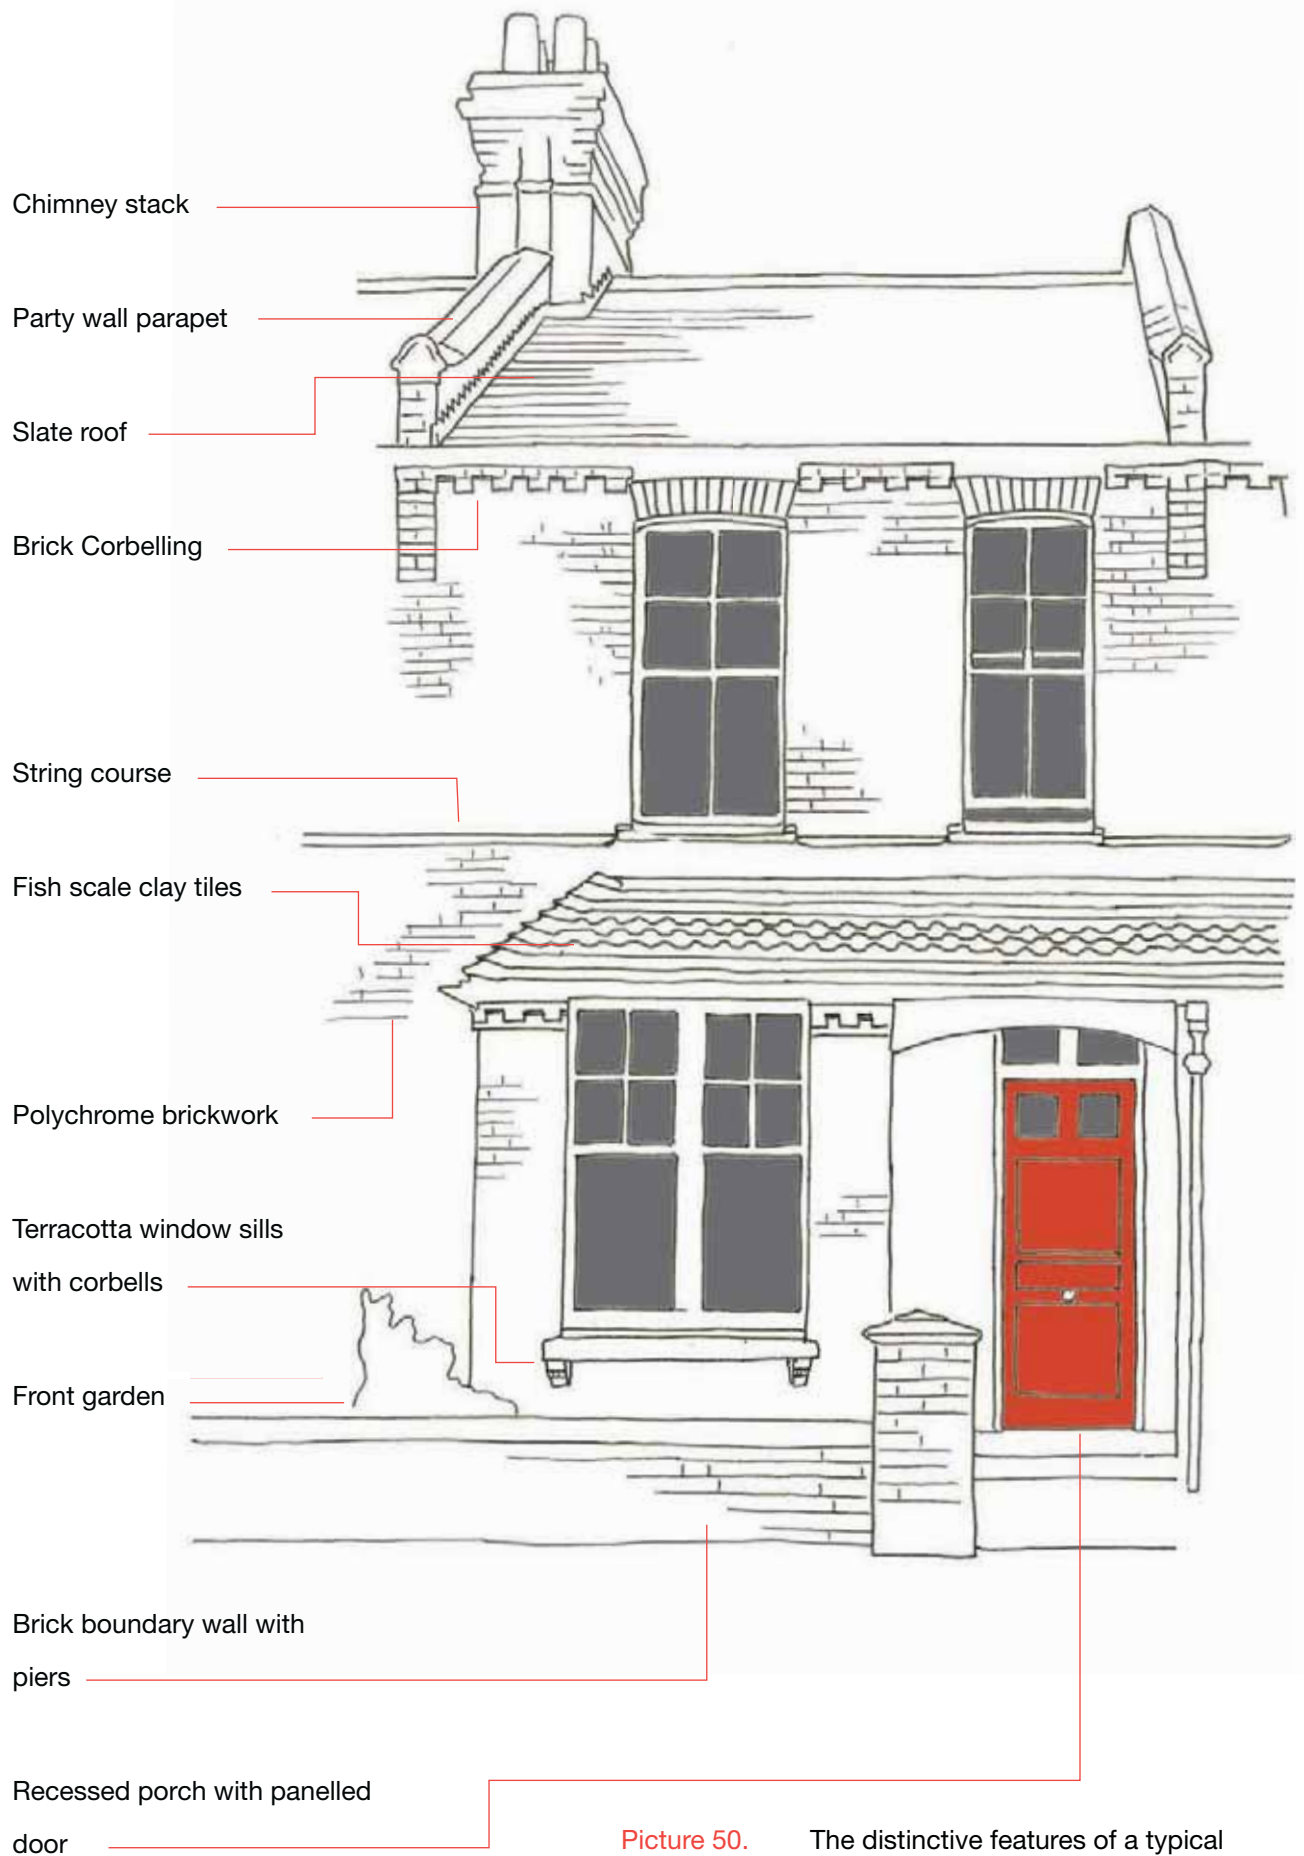 Chimney stack
Party wall parapet
Slate roof
Brick Corbelling
String course
Fish scale clay tiles
Polychrome brickwork
Terracotta window sills
with corbells
Front garden
Brick boundary wall with
piers
Recessed porch with panelled
door
Picture 50. The distinctive features of a typical